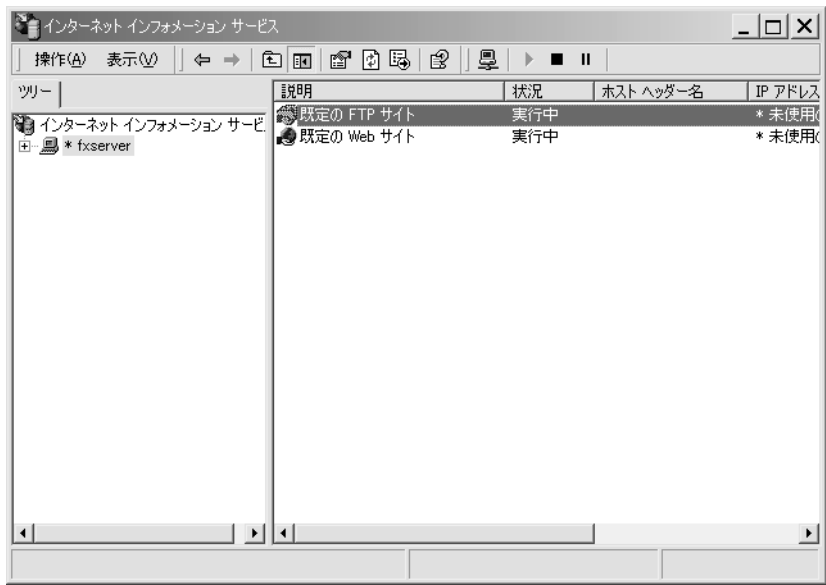 インターネット インフォメーション サービス
操作(A) 表示(V)
ツリー
インターネット インフォメーション サービ
* fxserver
説明 状況 ホスト ヘッダー名 IP アドレス
既定の FTP サイト 実行中 * 未使用(
既定の Web サイト 実行中 * 未使用(